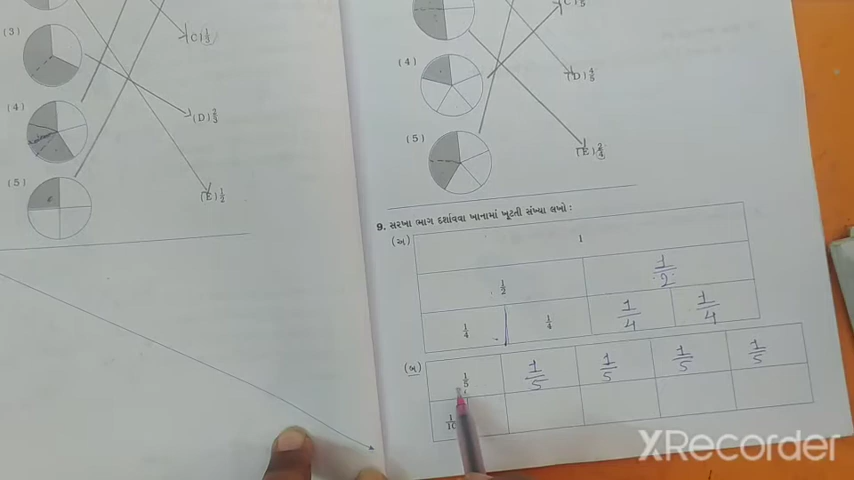 (3)
(C) 1/3
(4)
(D) 2/3
(5)
(E) 1/2
(4)
(D) 4/5
(5)
9. સરખા ભાગ દર્શાવવા ખાનામાં ખૂટતી સંખ્યા લખો :
(અ)
1
1/2 1/2
1/4 1/4 1/4 1/4
(બ)
1/5 1/5 1/5 1/5 1/5
1/10
XRecorder